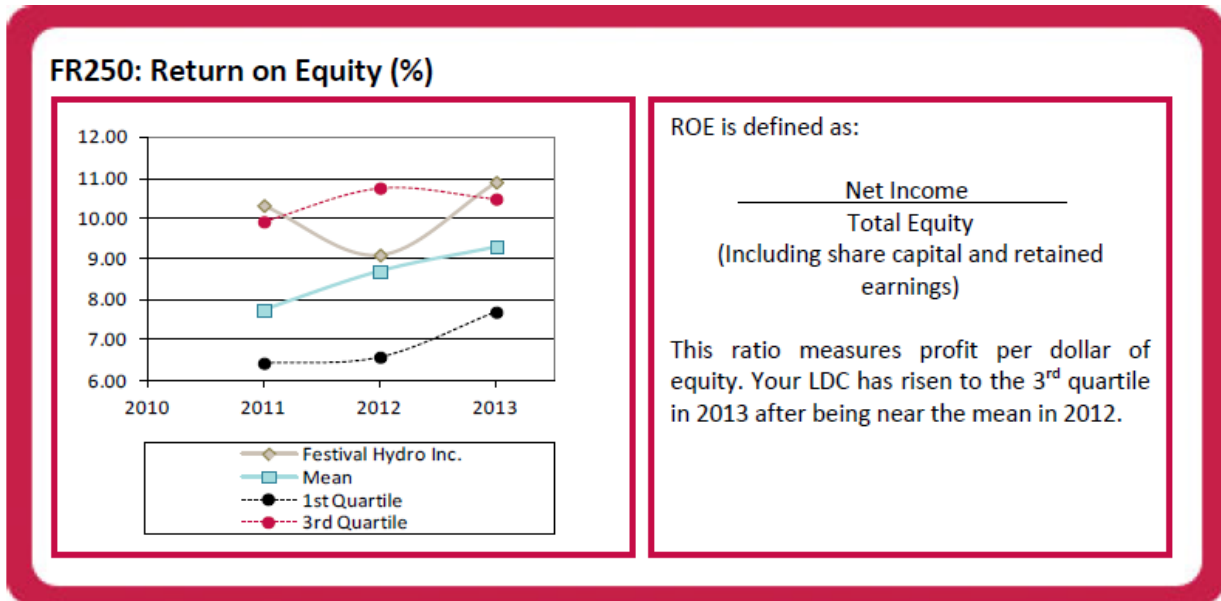 FR250: Return on Equity (%)
12.00
11.00
10.00
9.00
8.00
7.00
6.00
2010 2011 2012 2013
Festival Hydro Inc.
Mean
1st Quartile
3rd Quartile
ROE is defined as:
Net Income
Total Equity
(Including share capital and retained
earnings)
This ratio measures profit per dollar of
equity. Your LDC has risen to the 3rd quartile
in 2013 after being near the mean in 2012.